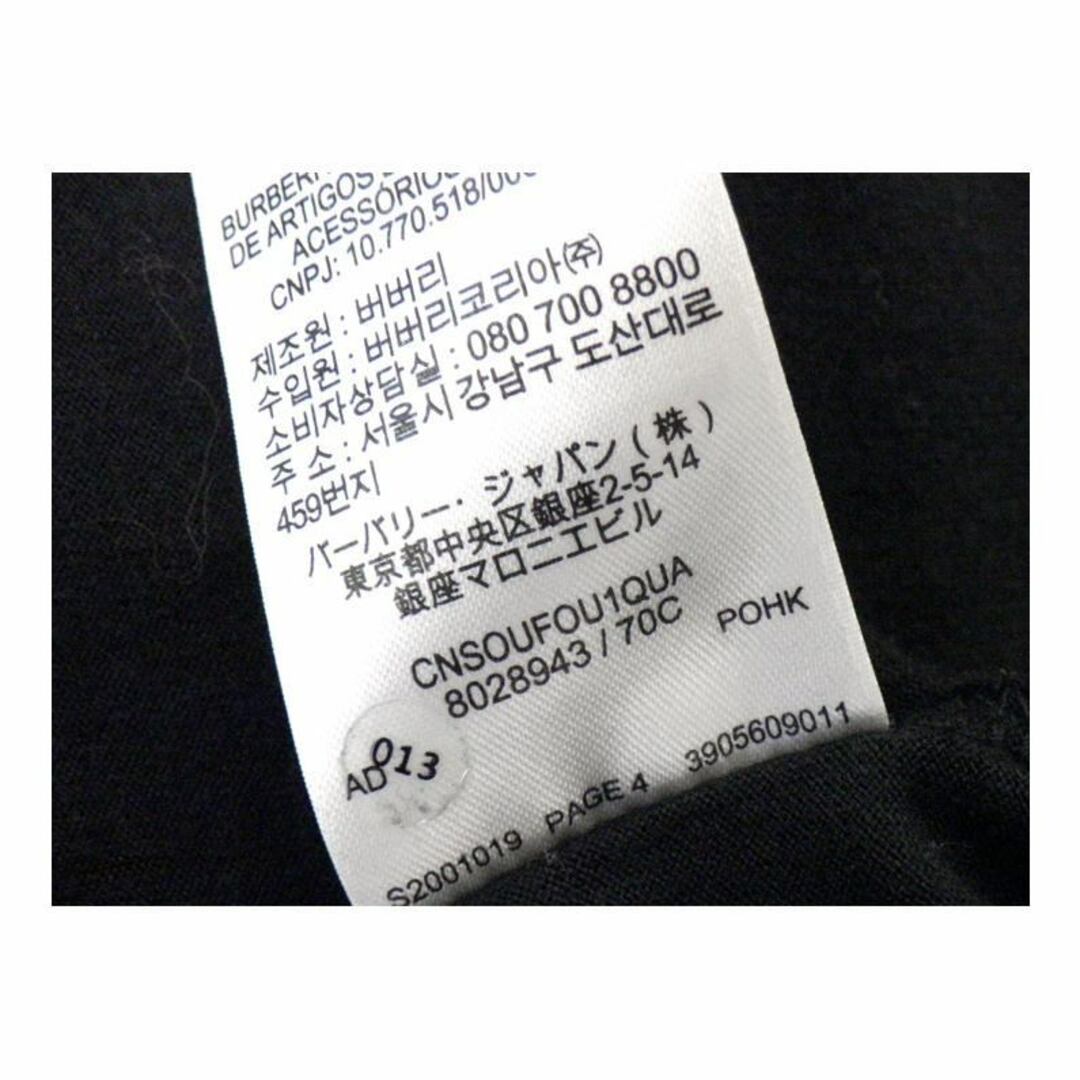 DE ARTIGOS
ACESSÓRIOS
CNPJ: 10.770.518/000
제조원 : 버버리
수입원 : 버버리코리아(주)
소비자상담실 : 080 700 8800
주 소 : 서울시 강남구 도산대로
459번지
バーバリー・ジャパン(株)
東京都中央区銀座2-5-14
銀座マロニエビル
CNSOUFOU1QUA
8028943 / 70C POHK
AD 013
S2001019 PAGE 4 3905609011